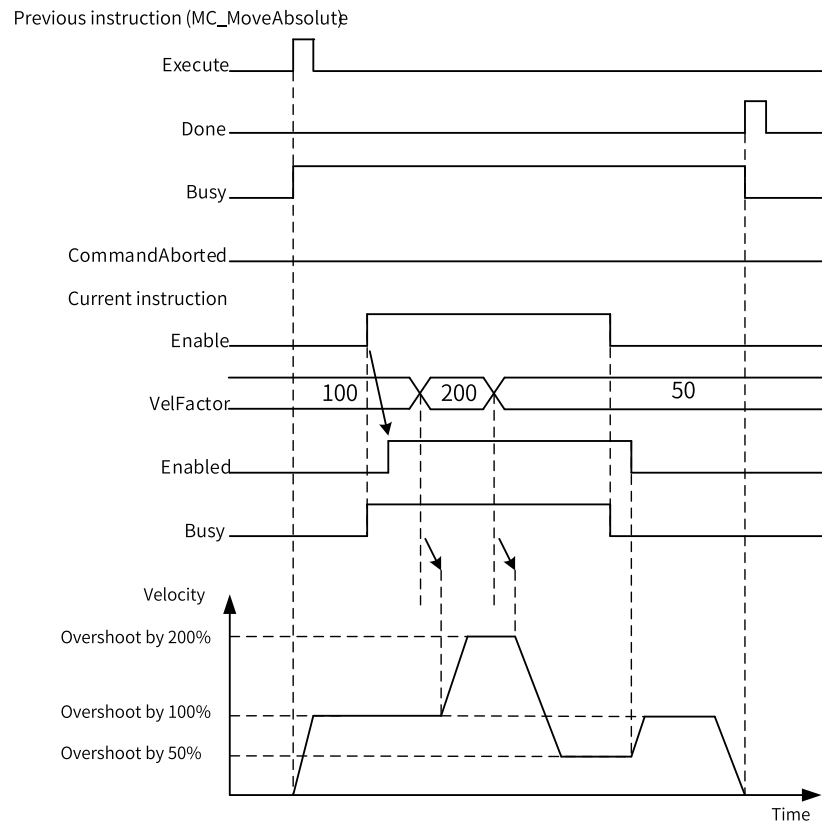 Previous instruction (MC_MoveAbsolute)
Execute
Done
Busy
CommandAborted
Current instruction
Enable
VelFactor 100 200 50
Enabled
Busy
Velocity
Overshoot by 200%
Overshoot by 100%
Overshoot by 50%
Time